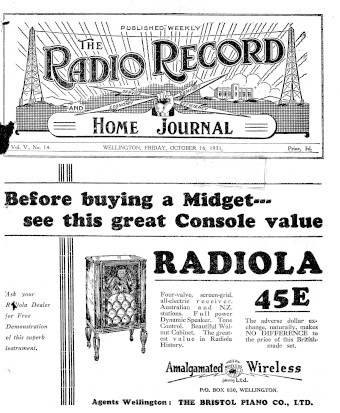 PUBLISHED WEEKLY
THE
RADIO RECORD
AND
HOME JOURNAL
Vol. V., No. 14.
WELLINGTON, FRIDAY, OCTOBER 16, 1931.
Price, 3d.
Before buying a Midget---
see this great Console value
RADIOLA
45E
Ask your
Radiola Dealer
for Free
Demonstration
of this superb
instrument.
Four-valve, screen-grid,
all-electric receiver.
Australian and N.Z.
stations. Full power
Dynamic Speaker. Tone
Control. Beautiful Wal-
nut Cabinet. The great-
est value in Radiola
History.
The adverse dollar ex-
change, naturally, makes
NO DIFFERENCE to
the price of this British-
made set.
Amalgamated Wireless
Ltd.
P.O. BOX 830, WELLINGTON.
Agents Wellington: THE BRISTOL PIANO CO., LTD.